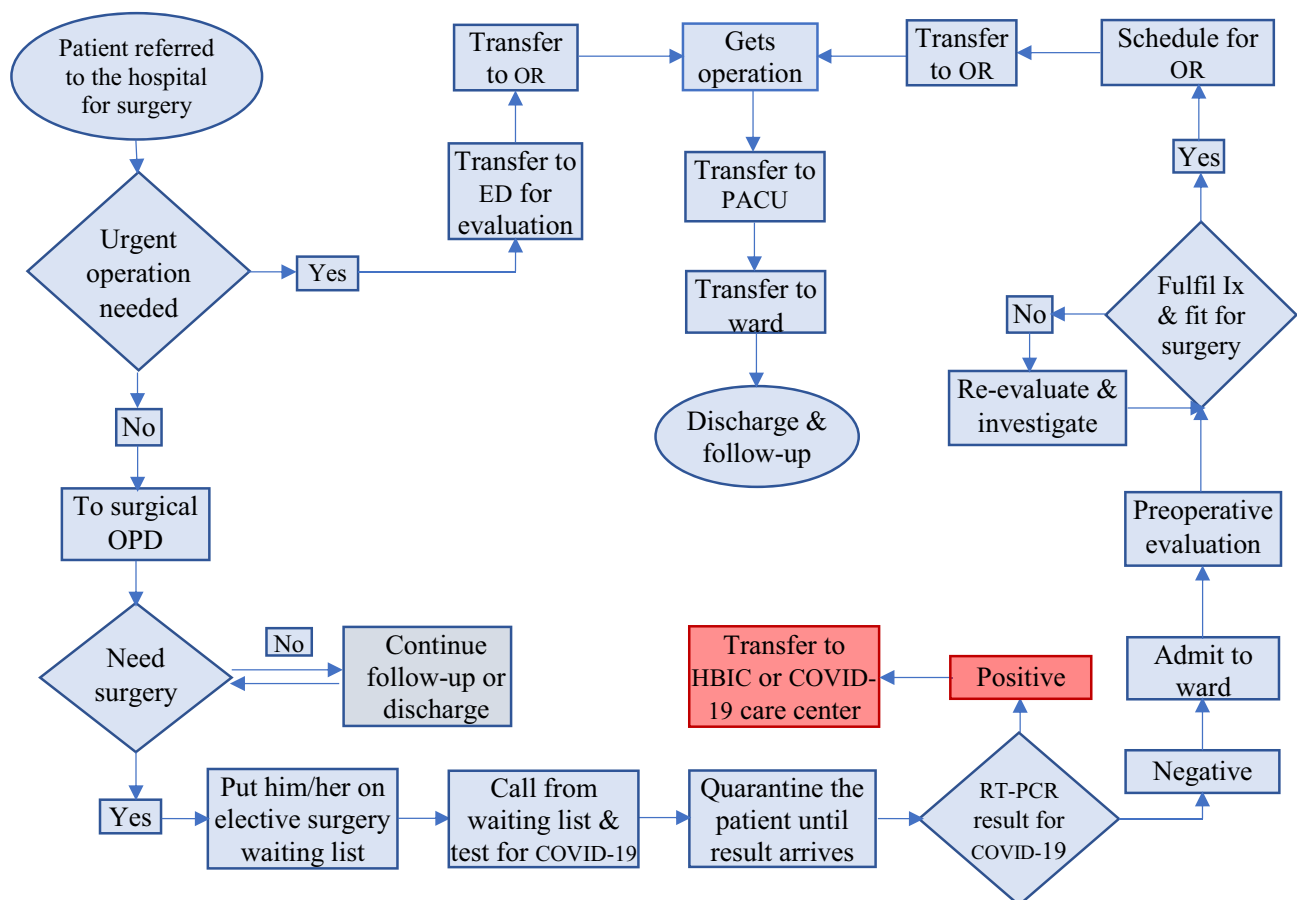 Patient referred
to the hospital
for surgery
Urgent
operation
needed
Yes
Transfer to
ED for
evaluation
Transfer
to OR
Gets
operation
Transfer to
PACU
Transfer to
ward
Discharge &
follow-up
No
To surgical
OPD
Need
surgery
No
Continue
follow-up or
discharge
Yes
Put him/her on
elective surgery
waiting list
Call from
waiting list &
test for COVID-19
Quarantine the
patient until
result arrives
RT-PCR
result for
COVID-19
Positive
Transfer to
HBIC or COVID-
19 care center
Negative
Admit to
ward
Preoperative
evaluation
Fulfil Ix
& fit for
surgery
No
Re-evaluate &
investigate
Yes
Schedule for
OR
Transfer
to OR